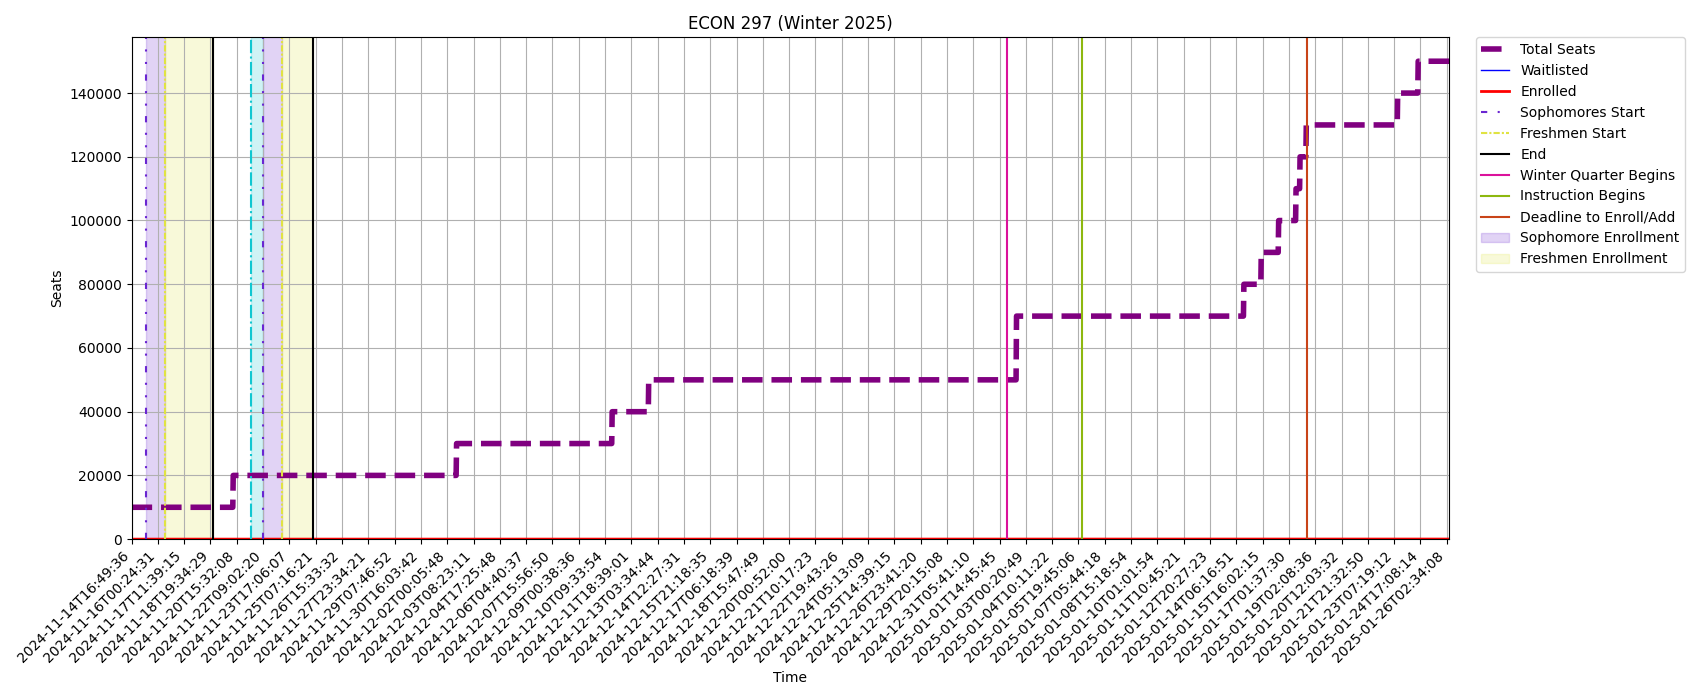 ECON 297 (Winter 2025)
Seats
140000
120000
100000
80000
60000
40000
20000
0
2024-11-14T16:49:36
2024-11-16T00:24:31
2024-11-17T11:39:15
2024-11-18T19:34:29
2024-11-20T15:32:08
2024-11-22T09:02:20
2024-11-23T17:06:07
2024-11-25T07:16:21
2024-11-26T15:33:32
2024-11-27T23:34:21
2024-11-29T07:46:52
2024-11-30T16:03:42
2024-12-02T00:05:48
2024-12-03T08:23:11
2024-12-04T17:25:48
2024-12-06T04:40:37
2024-12-07T15:56:50
2024-12-09T00:38:36
2024-12-10T09:33:54
2024-12-11T18:39:01
2024-12-13T03:34:44
2024-12-14T12:27:31
2024-12-15T21:18:35
2024-12-17T06:18:39
2024-12-18T15:47:49
2024-12-20T00:52:00
2024-12-21T10:17:23
2024-12-22T19:43:26
2024-12-24T05:13:09
2024-12-25T14:39:15
2024-12-26T23:41:20
2024-12-29T20:15:08
2024-12-31T05:41:10
2025-01-01T14:45:45
2025-01-03T00:20:49
2025-01-04T10:11:22
2025-01-05T19:45:06
2025-01-07T05:44:18
2025-01-08T15:18:54
2025-01-10T01:01:54
2025-01-11T10:45:21
2025-01-12T20:27:23
2025-01-14T06:16:51
2025-01-15T16:02:15
2025-01-17T01:37:30
2025-01-19T02:08:36
2025-01-20T12:03:32
2025-01-21T21:32:50
2025-01-23T07:19:12
2025-01-24T17:08:14
2025-01-26T02:34:08
Time
Total Seats
Waitlisted
Enrolled
Sophomores Start
Freshmen Start
End
Winter Quarter Begins
Instruction Begins
Deadline to Enroll/Add
Sophomore Enrollment
Freshmen Enrollment